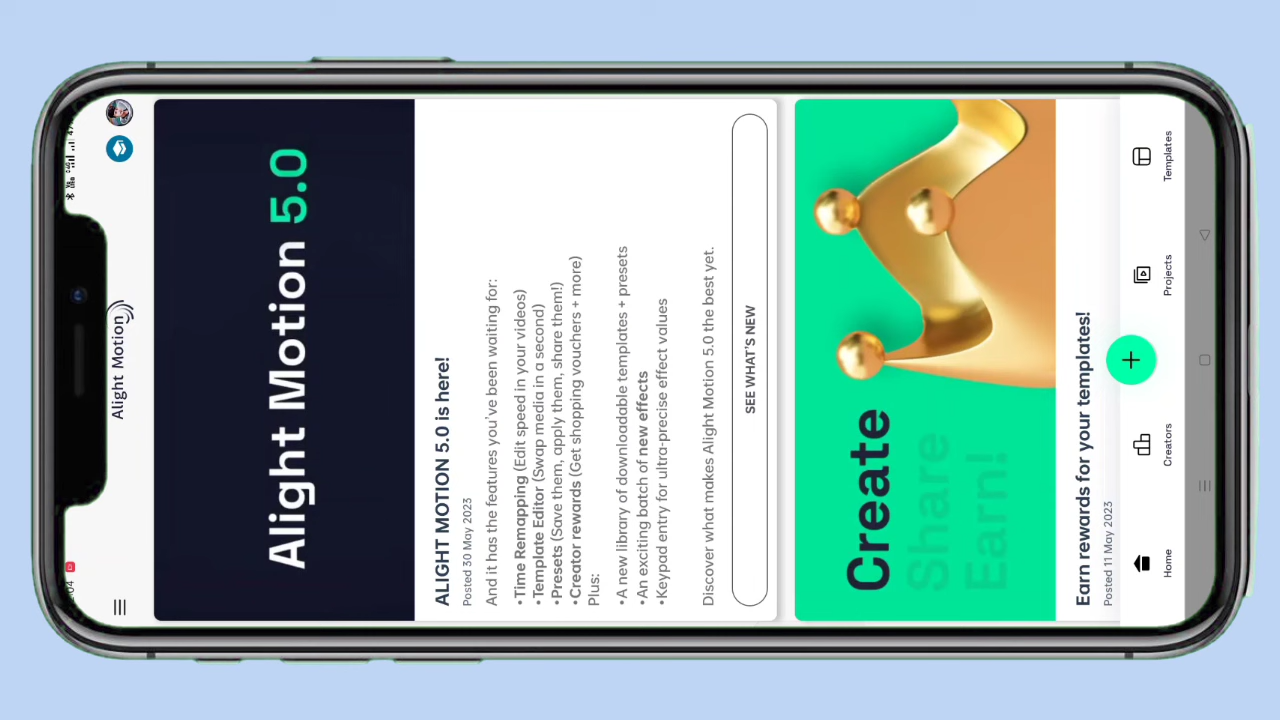 Alight Motion
Alight Motion 5.0
ALIGHT MOTION 5.0 is here!
Posted 30 May 2023
And it has the features you've been waiting for:
•Time Remapping (Edit speed in your videos)
•Template Editor (Swap media in a second)
•Presets (Save them, apply them, share them!)
•Creator rewards (Get shopping vouchers + more)
Plus:
•A new library of downloadable templates + presets
•An exciting batch of new effects
•Keypad entry for ultra-precise effect values
Discover what makes Alight Motion 5.0 the best yet.
SEE WHAT'S NEW
Create
Share
Earn!
Earn rewards for your templates!
Posted 11 May 2023
Home
Creators
Projects
Templates